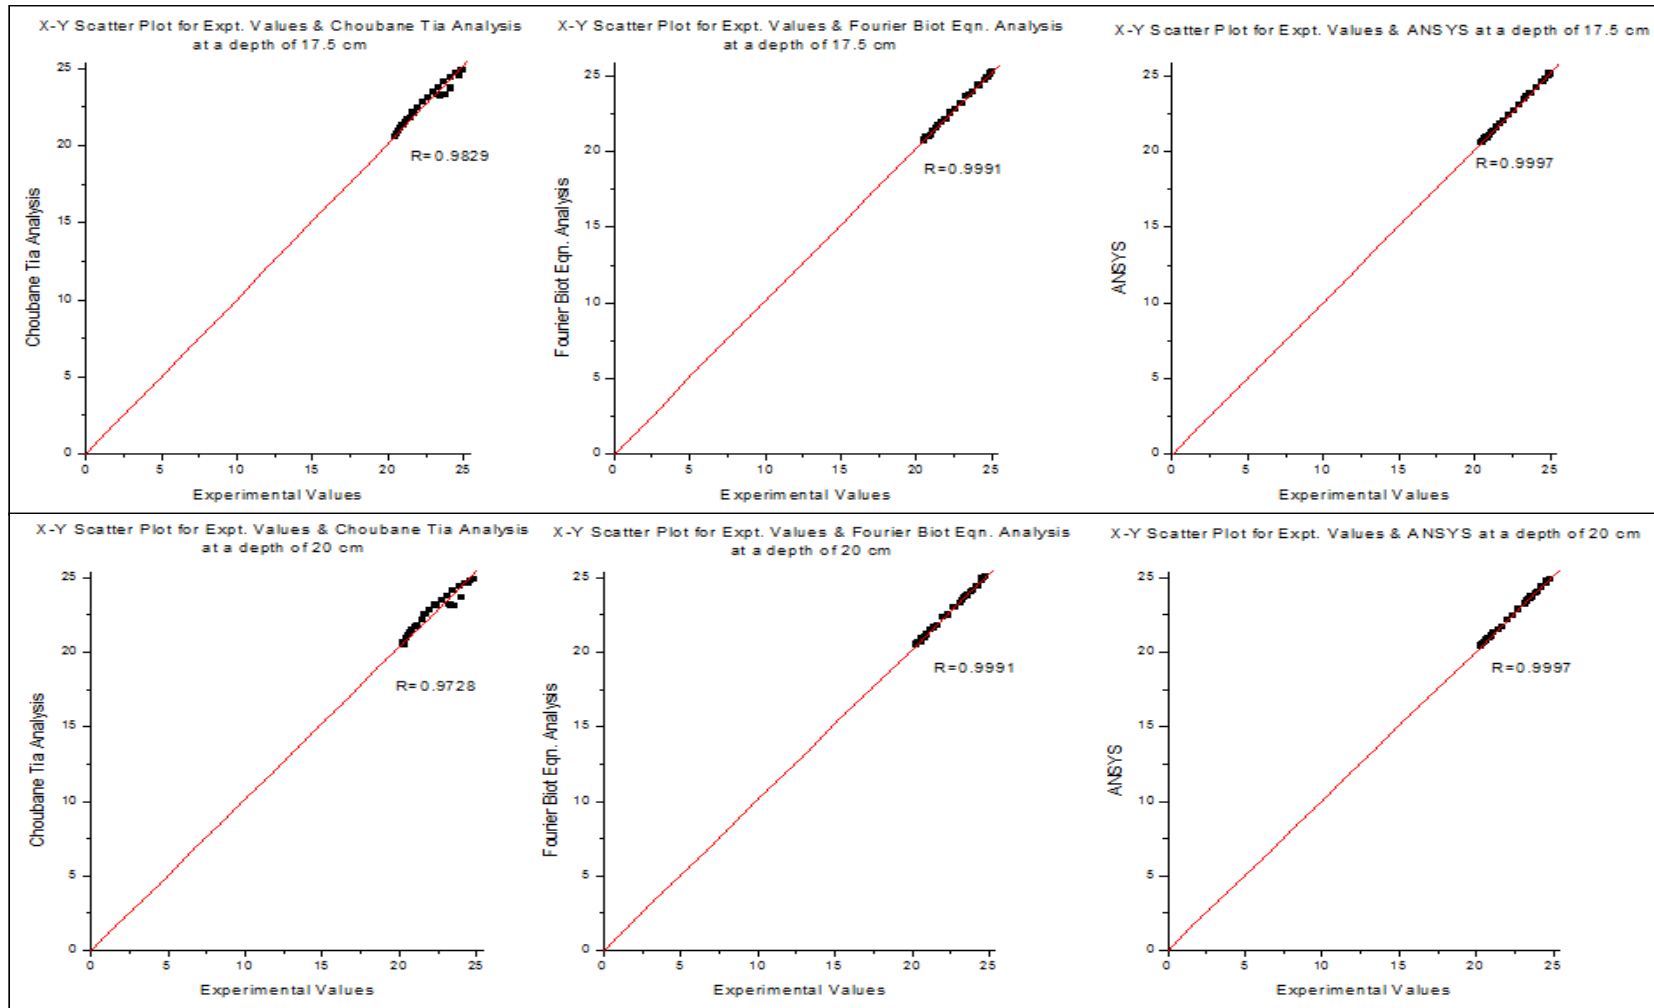 X-Y Scatter Plot for Expt. Values & Choubane Tia Analysis
at a depth of 17.5 cm
25
20
15
10
5
0
Choubane Tia Analysis
R=0.9829
0 5 10 15 20 25
Experimental Values
X-Y Scatter Plot for Expt. Values & Fourier Biot Eqn. Analysis
at a depth of 17.5 cm
25
20
15
10
5
0
Fourier Biot Eqn. Analysis
R=0.9991
0 5 10 15 20 25
Experimental Values
X-Y Scatter Plot for Expt. Values & ANSYS at a depth of 17.5 cm
25
20
15
10
5
0
ANSYS
R=0.9997
0 5 10 15 20 25
Experimental Values
X-Y Scatter Plot for Expt. Values & Choubane Tia Analysis
at a depth of 20 cm
25
20
15
10
5
0
Choubane Tia Analysis
R=0.9728
0 5 10 15 20 25
Experimental Values
X-Y Scatter Plot for Expt. Values & Fourier Biot Eqn. Analysis
at a depth of 20 cm
25
20
15
10
5
0
Fourier Biot Eqn. Analysis
R=0.9991
0 5 10 15 20 25
Experimental Values
X-Y Scatter Plot for Expt. Values & ANSYS at a depth of 20 cm
25
20
15
10
5
0
ANSYS
R=0.9997
0 5 10 15 20 25
Experimental Values